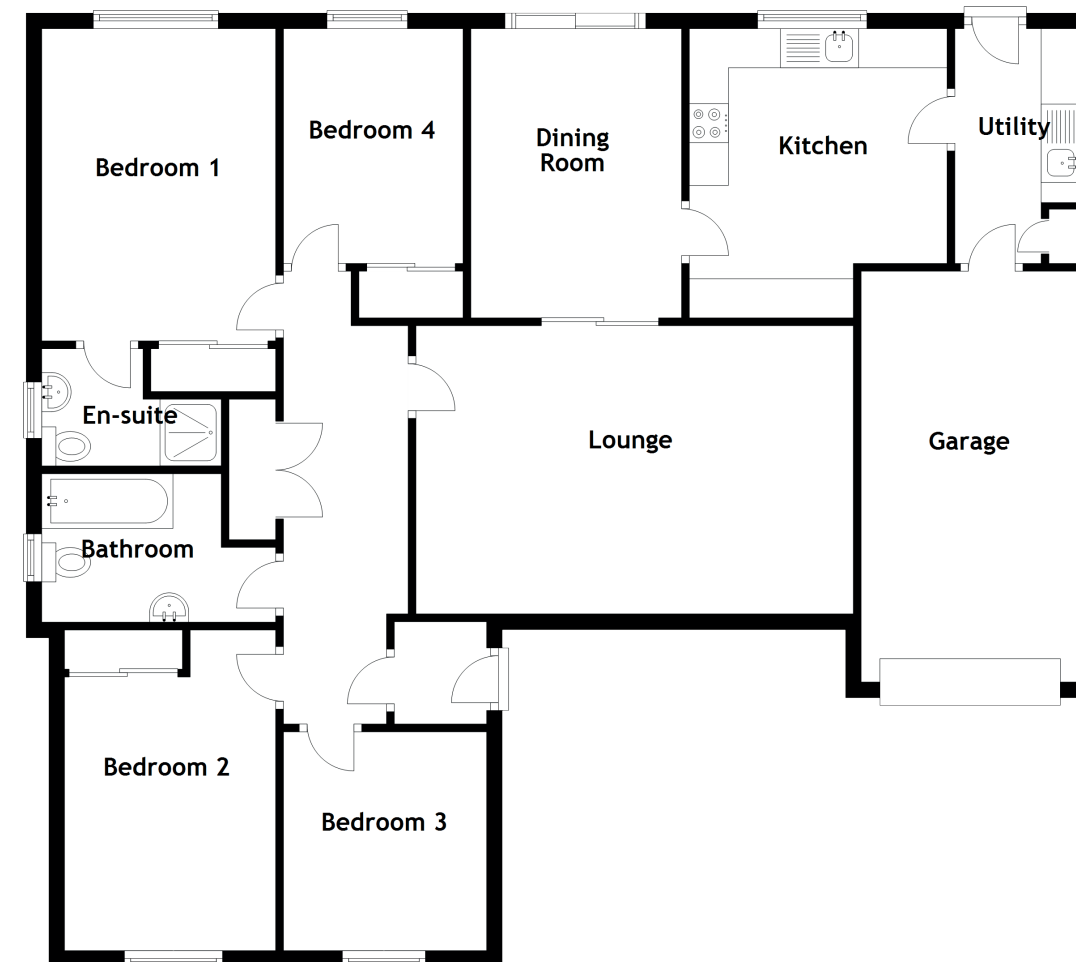 Bedroom 1
Bedroom 4
Dining
Room
Kitchen
Utility
En-suite
Lounge
Garage
Bathroom
Bedroom 2
Bedroom 3